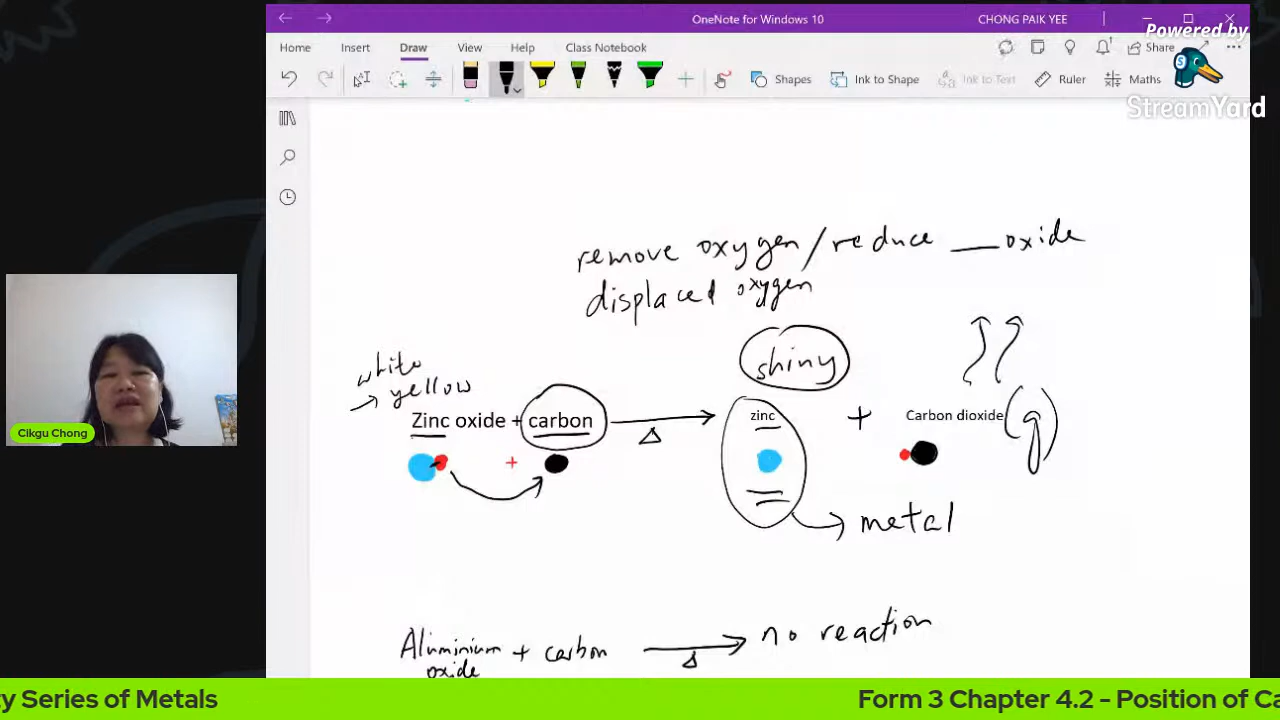 OneNote for Windows 10
CHONG PAIK YEE
Powered by
StreamYard
Home Insert Draw View Help Class Notebook Share
Shapes Ink to Shape Ink to Text Ruler Maths
remove oxygen/reduce ___oxide
displaced oxygen
white
→ yellow
shiny
Zinc oxide + carbon → zinc + Carbon dioxide (g)
Δ
+
metal
Aluminium + carbon → no reaction
oxide Δ
Cikgu Chong
ty Series of Metals
Form 3 Chapter 4.2 - Position of Ca